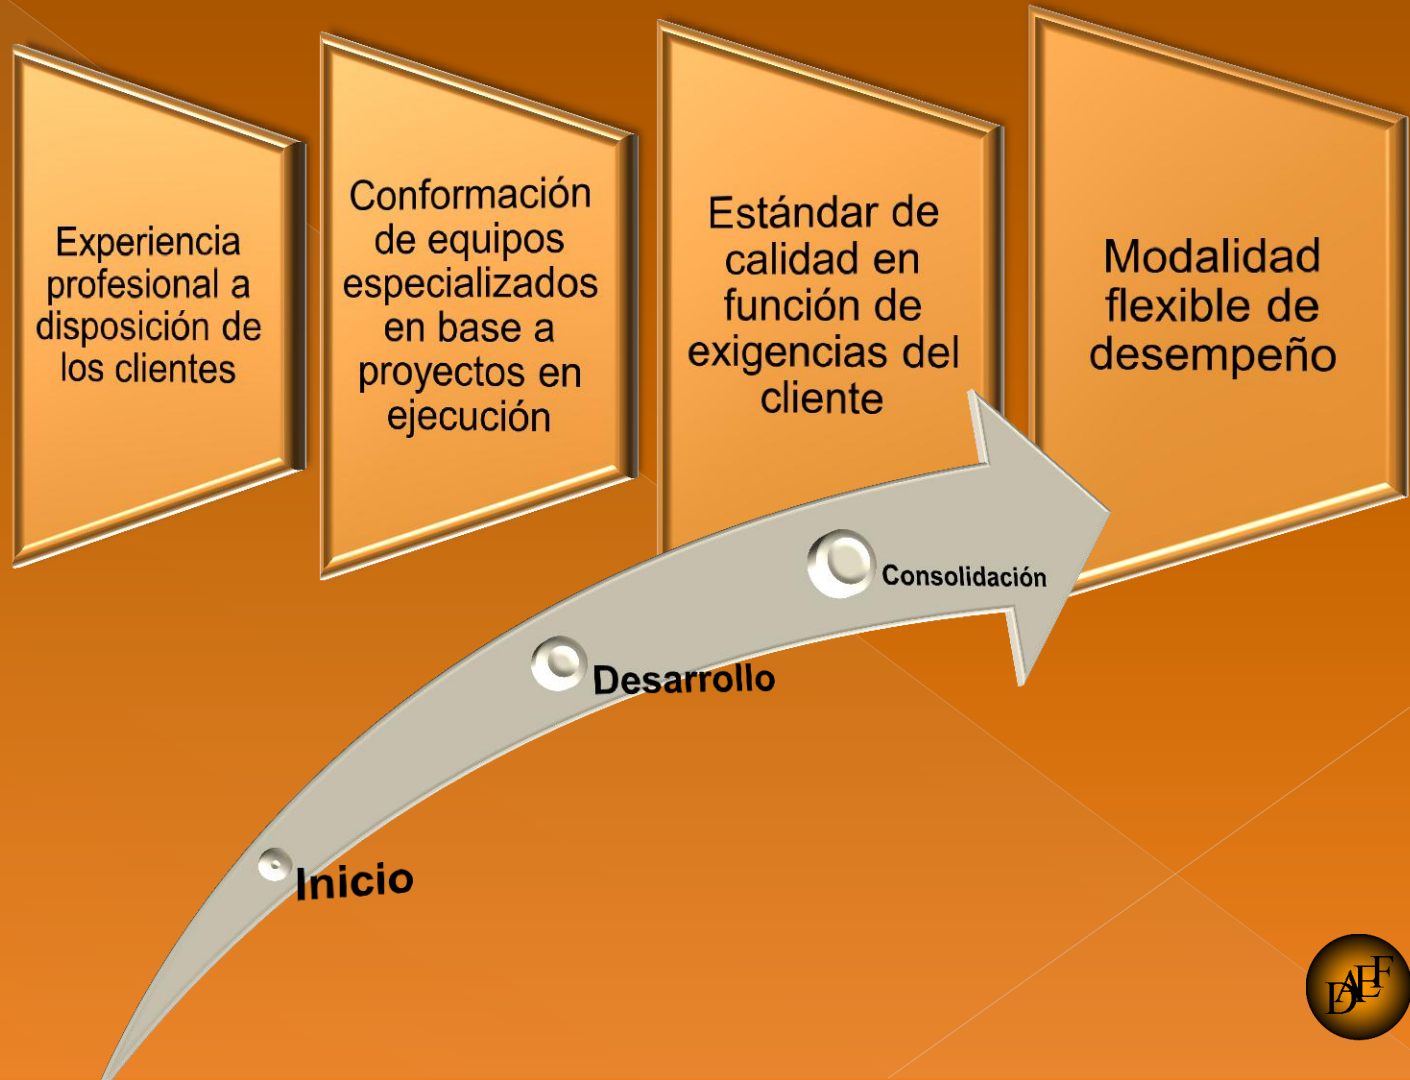 Experiencia
profesional a
disposición de
los clientes
Conformación
de equipos
especializados
en base a
proyectos en
ejecución
Estándar de
calidad en
función de
exigencias del
cliente
Modalidad
flexible de
desempeño
Consolidación
Desarrollo
Inicio
DAEF